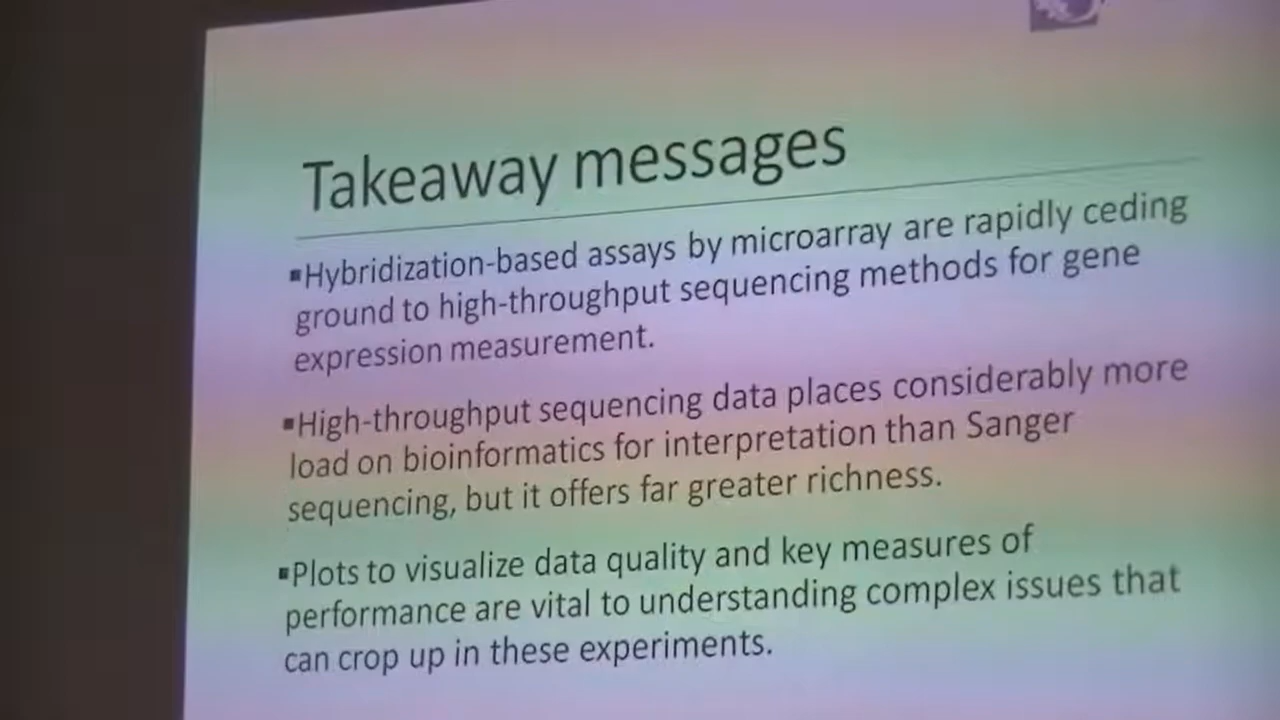 Takeaway messages
▪Hybridization-based assays by microarray are rapidly ceding
ground to high-throughput sequencing methods for gene
expression measurement.
▪High-throughput sequencing data places considerably more
load on bioinformatics for interpretation than Sanger
sequencing, but it offers far greater richness.
▪Plots to visualize data quality and key measures of
performance are vital to understanding complex issues that
can crop up in these experiments.